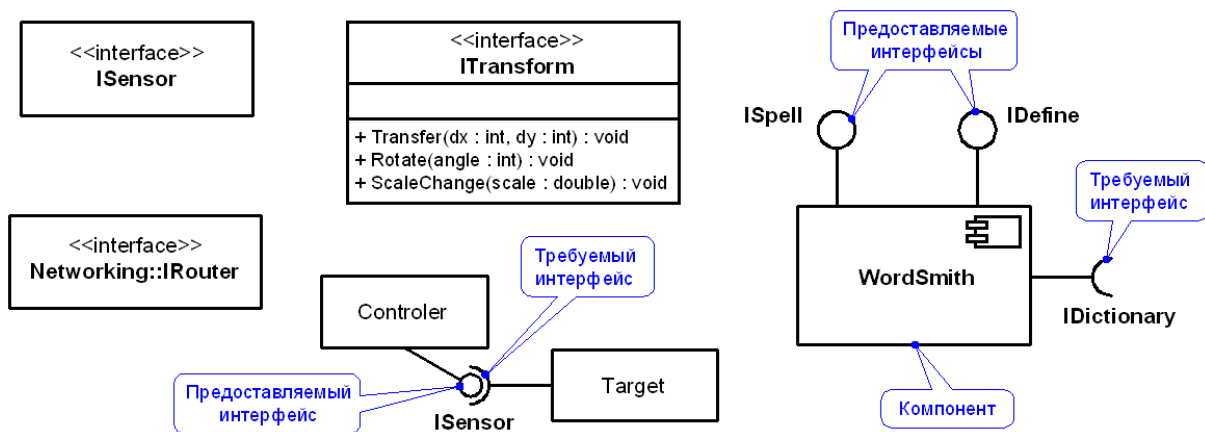 <<interface>>
ISensor
<<interface>>
ITransform
+ Transfer(dx : int, dy : int) : void
+ Rotate(angle : int) : void
+ ScaleChange(scale : double) : void
<<interface>>
Networking::IRouter
Требуемый
интерфейс
Controler
Предоставляемый
интерфейс
ISensor
Target
Предоставляемые
интерфейсы
ISpell
IDefine
Требуемый
интерфейс
WordSmith
IDictionary
Компонент